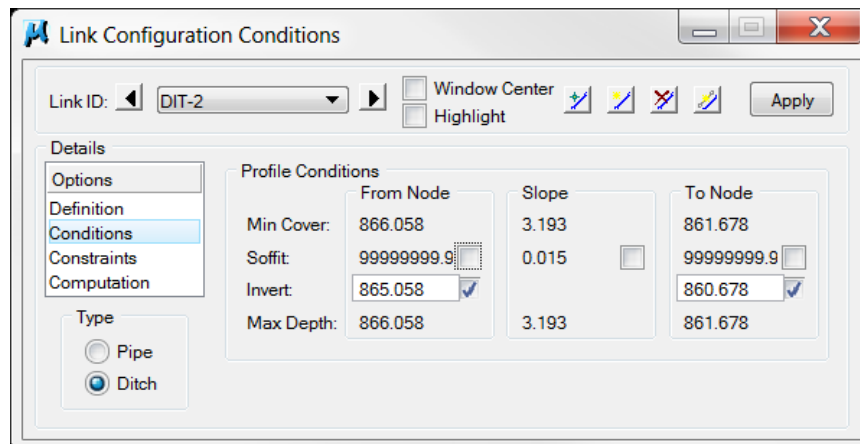 Link Configuration Conditions
Link ID: DIT-2 Window Center Highlight Apply
Details
Options
Definition
Conditions
Constraints
Computation
Type
Pipe
Ditch
Profile Conditions
From Node Slope To Node
Min Cover: 866.058 3.193 861.678
Soffit: 99999999.9 0.015 99999999.9
Invert: 865.058 860.678
Max Depth: 866.058 3.193 861.678